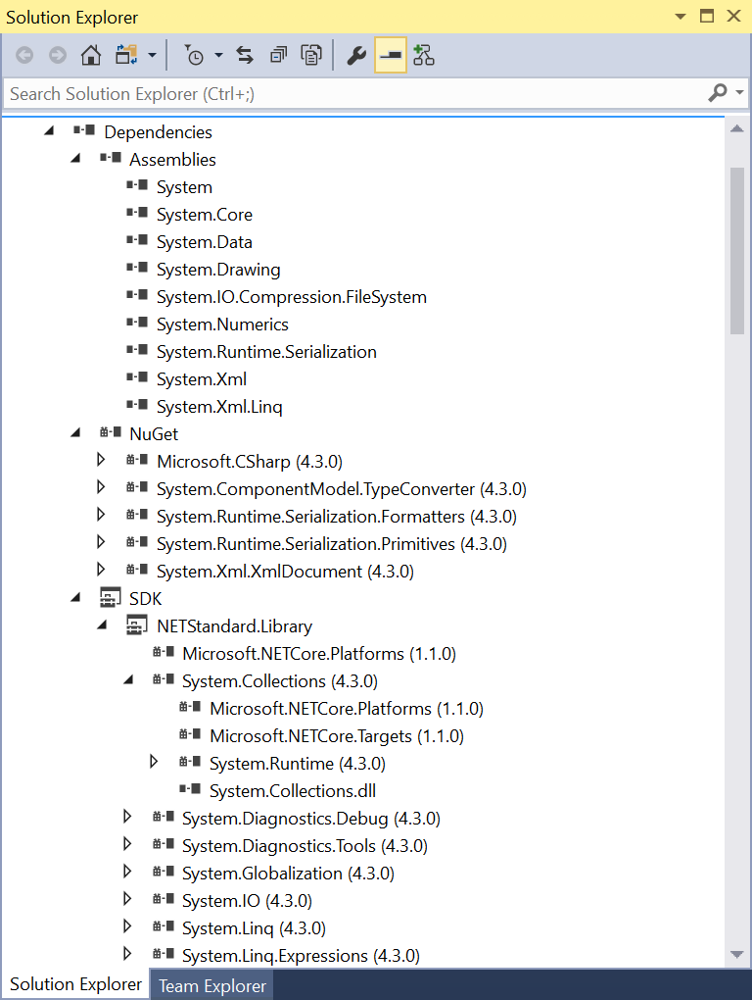 Solution Explorer
Search Solution Explorer (Ctrl+;)
Dependencies
Assemblies
System
System.Core
System.Data
System.Drawing
System.IO.Compression.FileSystem
System.Numerics
System.Runtime.Serialization
System.Xml
System.Xml.Linq
NuGet
Microsoft.CSharp (4.3.0)
System.ComponentModel.TypeConverter (4.3.0)
System.Runtime.Serialization.Formatters (4.3.0)
System.Runtime.Serialization.Primitives (4.3.0)
System.Xml.XmlDocument (4.3.0)
SDK
NETStandard.Library
Microsoft.NETCore.Platforms (1.1.0)
System.Collections (4.3.0)
Microsoft.NETCore.Platforms (1.1.0)
Microsoft.NETCore.Targets (1.1.0)
System.Runtime (4.3.0)
System.Collections.dll
System.Diagnostics.Debug (4.3.0)
System.Diagnostics.Tools (4.3.0)
System.Globalization (4.3.0)
System.IO (4.3.0)
System.Linq (4.3.0)
System.Linq.Expressions (4.3.0)
Solution Explorer Team Explorer